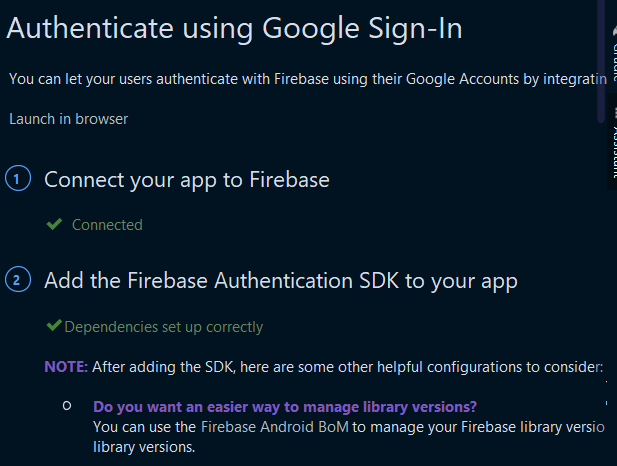 Authenticate using Google Sign-In
You can let your users authenticate with Firebase using their Google Accounts by integratin
Launch in browser
1 Connect your app to Firebase
Connected
2 Add the Firebase Authentication SDK to your app
Dependencies set up correctly
NOTE: After adding the SDK, here are some other helpful configurations to consider:
Do you want an easier way to manage library versions?
You can use the Firebase Android BoM to manage your Firebase library versio
library versions.